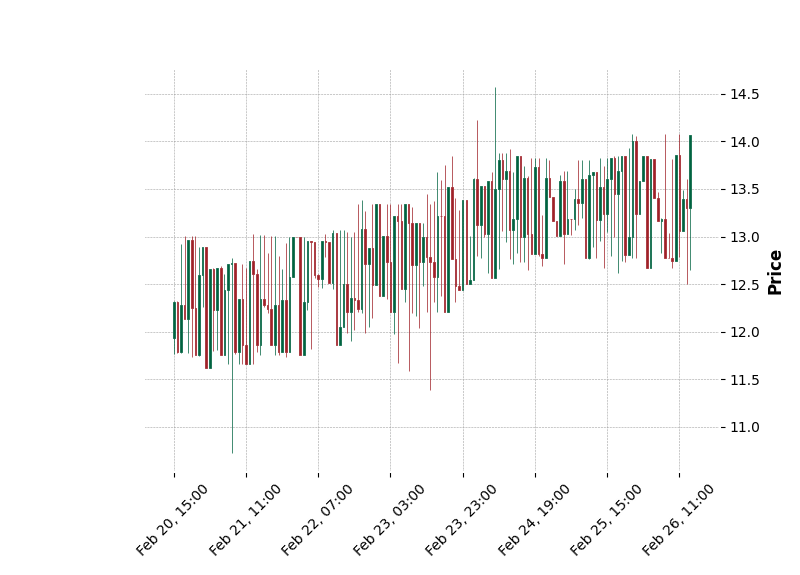 14.5
14.0
13.5
13.0
12.5
12.0
11.5
11.0
Price
Feb 20, 15:00
Feb 21, 11:00
Feb 22, 07:00
Feb 23, 03:00
Feb 23, 23:00
Feb 24, 19:00
Feb 25, 15:00
Feb 26, 11:00